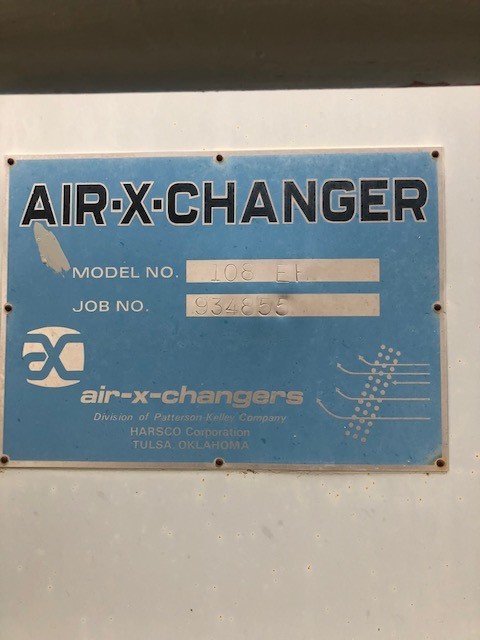 AIR·X·CHANGER
MODEL NO. 108 EH
JOB NO. 934855
ax
air-x-changers
Division of Patterson-Kelley Company
HARSCO Corporation
TULSA, OKLAHOMA